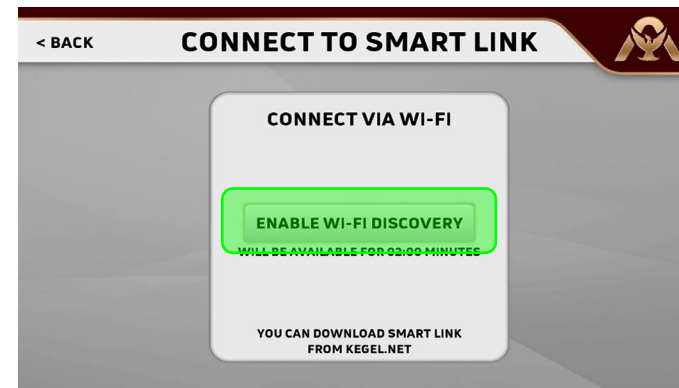 < BACK
CONNECT TO SMART LINK
CONNECT VIA WI-FI
ENABLE WI-FI DISCOVERY
WILL BE AVAILABLE FOR 02:00 MINUTES
YOU CAN DOWNLOAD SMART LINK
FROM KEGEL.NET